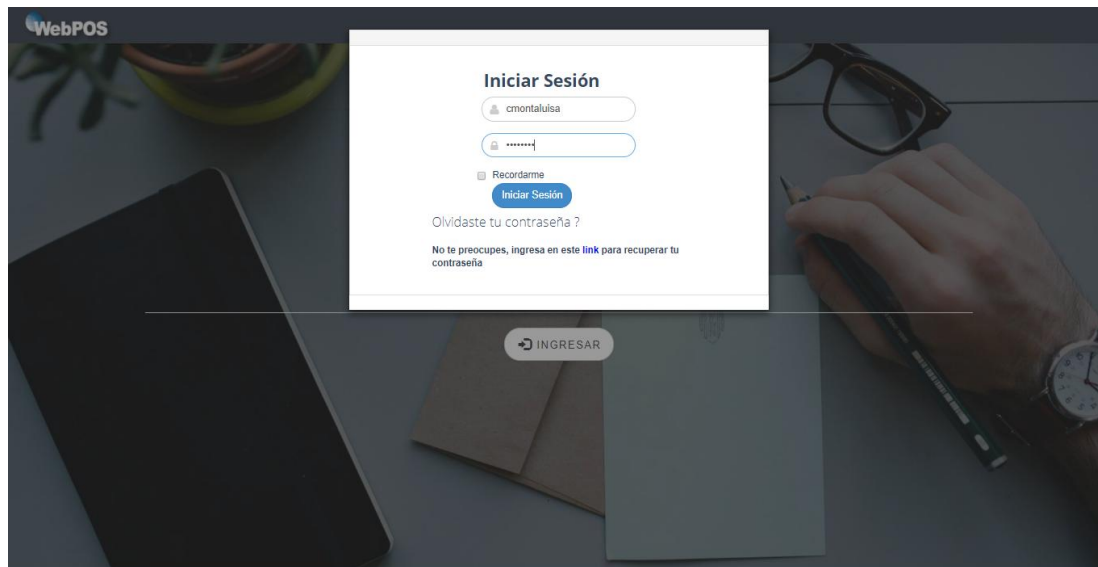 WebPOS
Iniciar Sesión
cmontaluisa
••••••••
Recordarme
Iniciar Sesión
Olvidaste tu contraseña ?
No te preocupes, ingresa en este link para recuperar tu
contraseña
INGRESAR